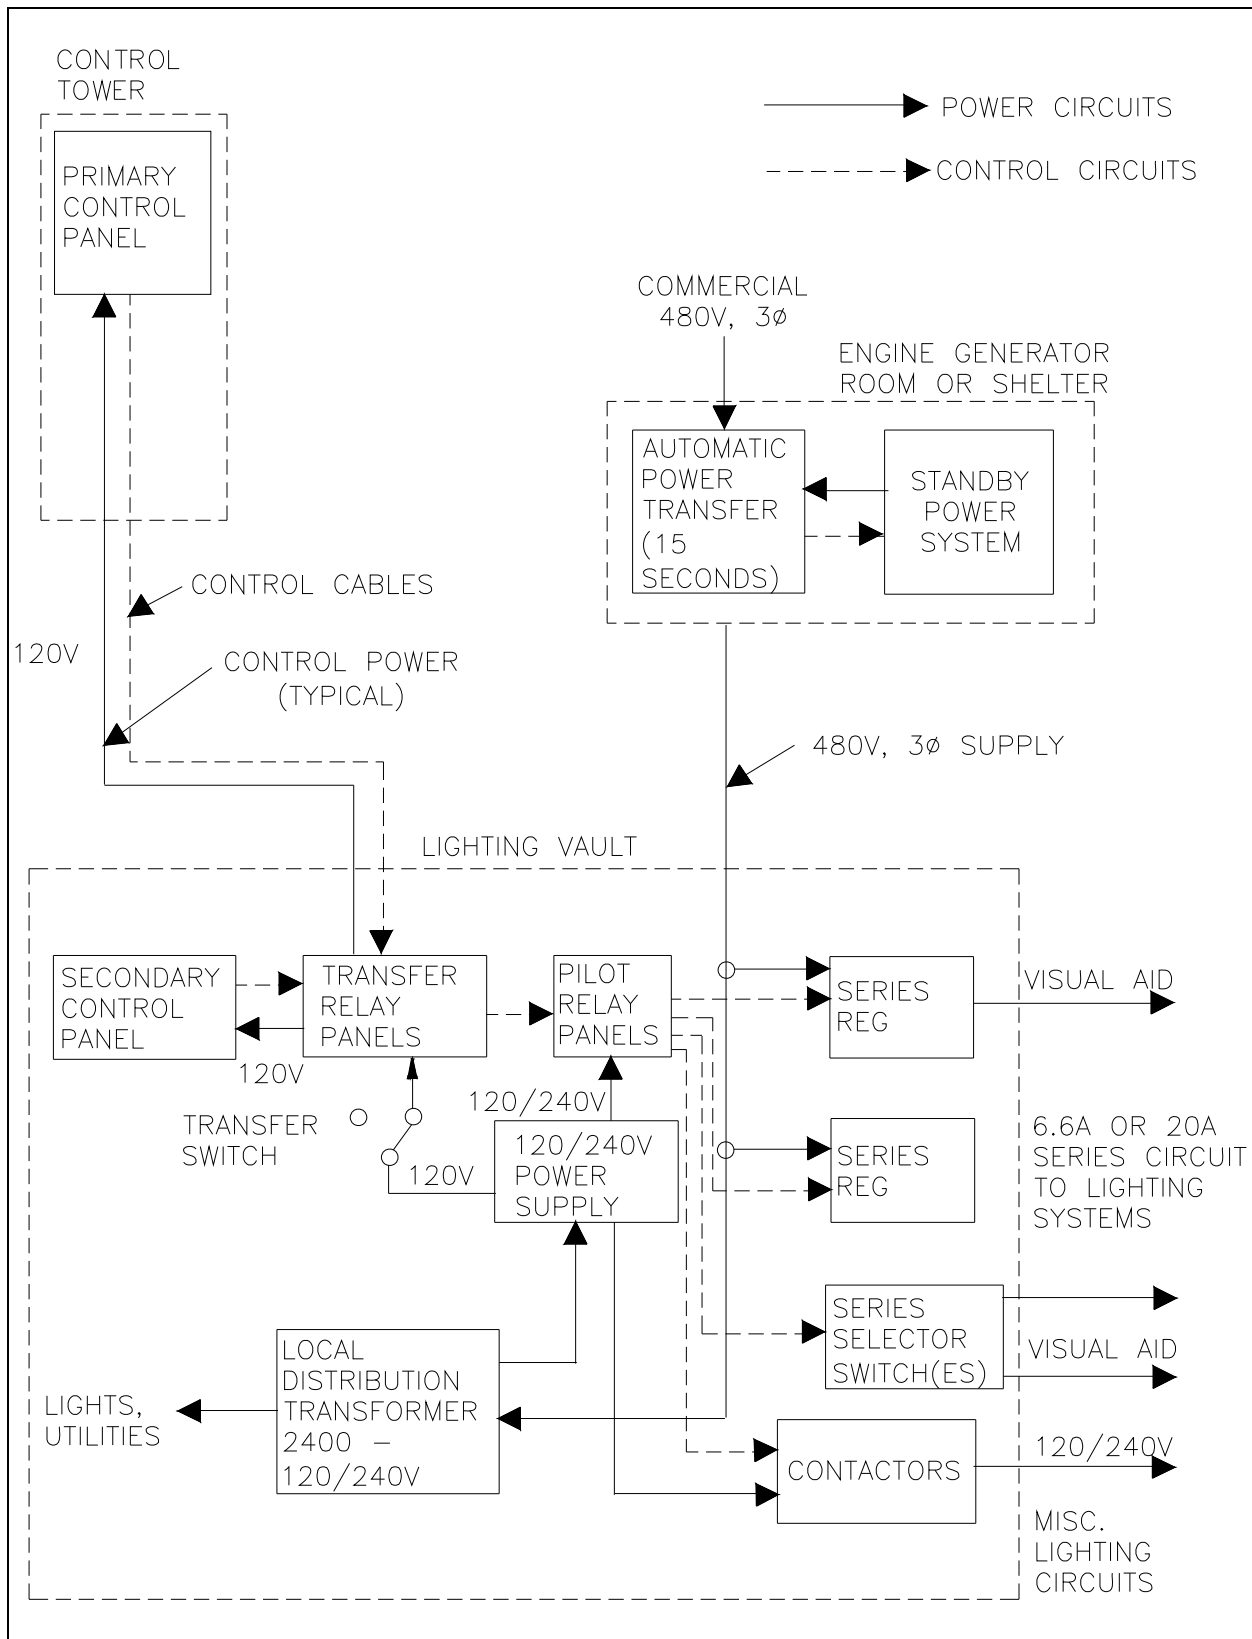 CONTROL
TOWER
PRIMARY
CONTROL
PANEL
POWER CIRCUITS
CONTROL CIRCUITS
COMMERCIAL
480V, 3ø
ENGINE GENERATOR
ROOM OR SHELTER
AUTOMATIC
POWER
TRANSFER
(15
SECONDS)
STANDBY
POWER
SYSTEM
CONTROL CABLES
120V
CONTROL POWER
(TYPICAL)
480V, 3ø SUPPLY
LIGHTING VAULT
SECONDARY
CONTROL
PANEL
TRANSFER
RELAY
PANELS
PILOT
RELAY
PANELS
SERIES
REG
VISUAL AID
120V
120/240V
TRANSFER
SWITCH
120V
120/240V
POWER
SUPPLY
SERIES
REG
6.6A OR 20A
SERIES CIRCUIT
TO LIGHTING
SYSTEMS
SERIES
SELECTOR
SWITCH(ES)
VISUAL AID
LOCAL
DISTRIBUTION
TRANSFORMER
2400 –
120/240V
LIGHTS,
UTILITIES
CONTACTORS
120/240V
MISC.
LIGHTING
CIRCUITS